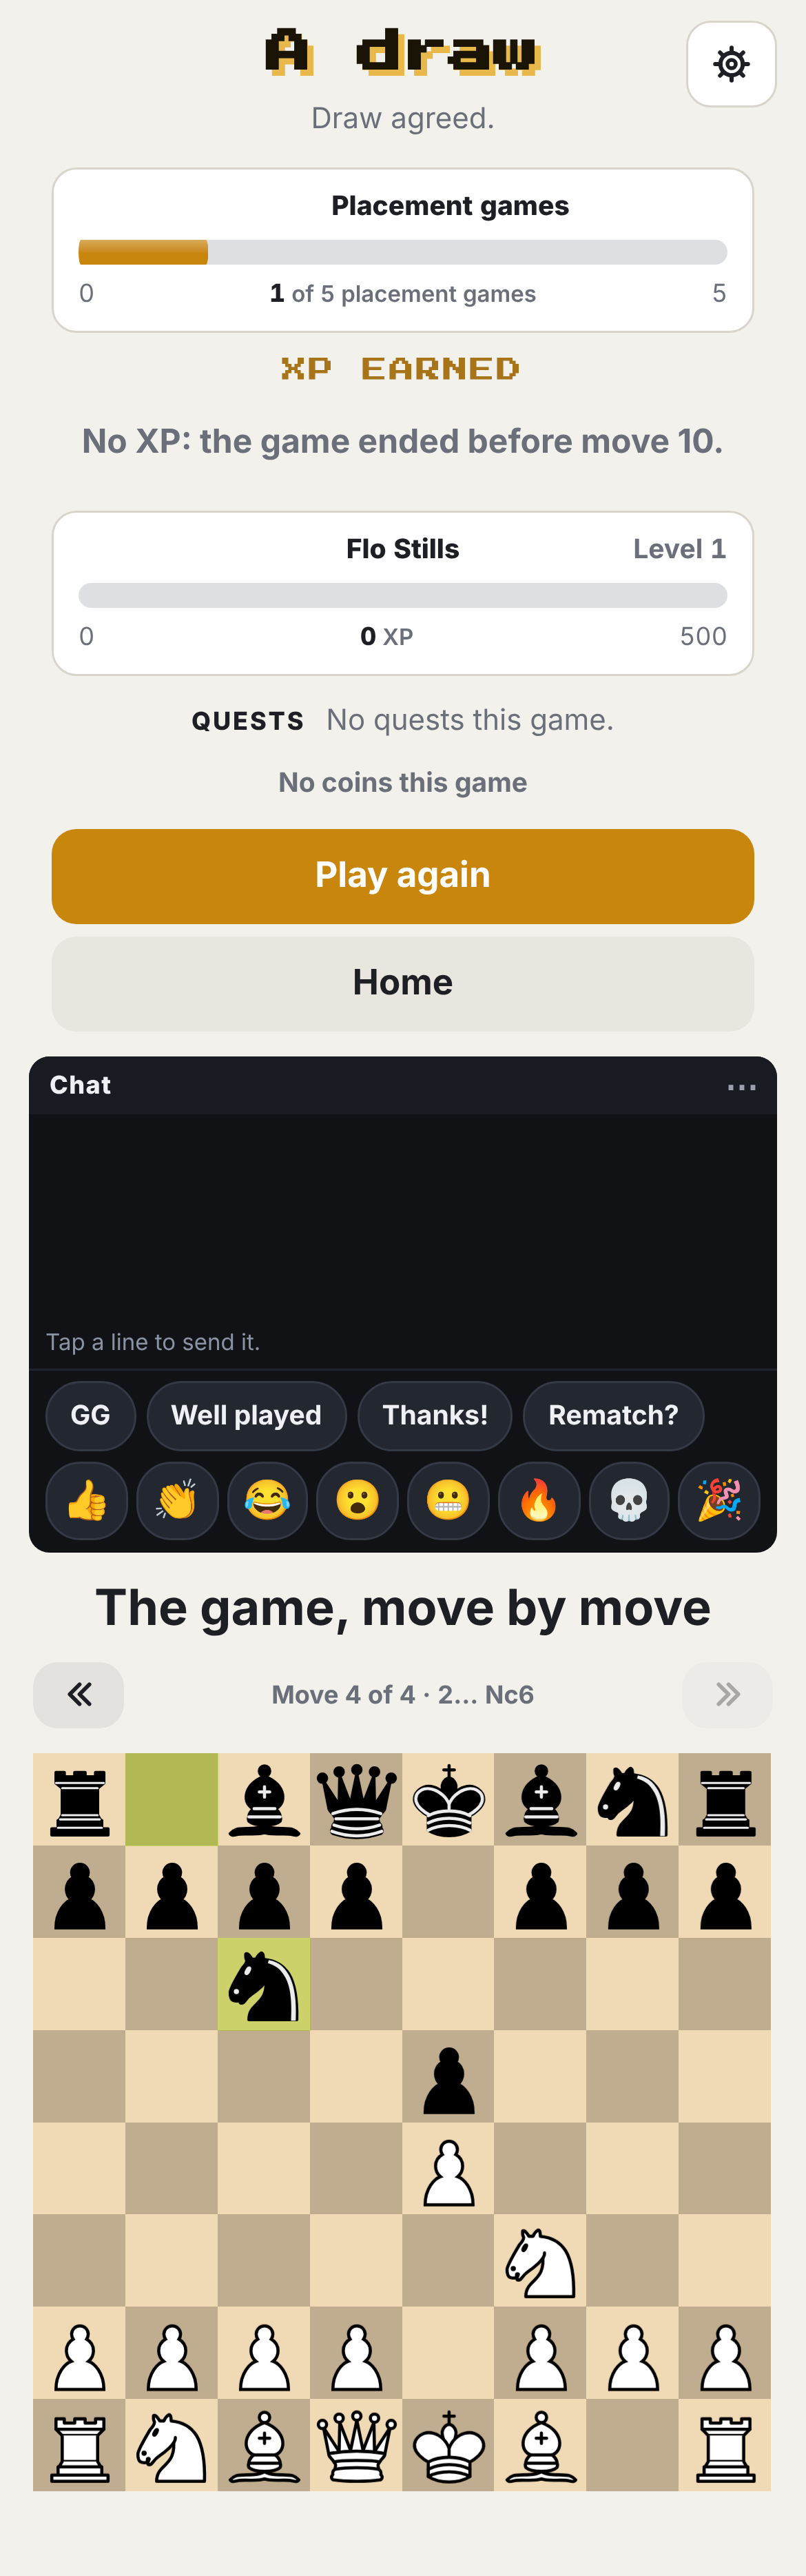 A draw
Draw agreed.
Placement games
0 1 of 5 placement games 5
XP EARNED
No XP: the game ended before move 10.
Flo Stills Level 1
0 0 XP 500
QUESTS No quests this game.
No coins this game
Play again
Home
Chat ...
Tap a line to send it.
GG Well played Thanks! Rematch?
👍 👏 😂 😮 😬 🔥 💀 🎉
The game, move by move
« Move 4 of 4 · 2... Nc6 »